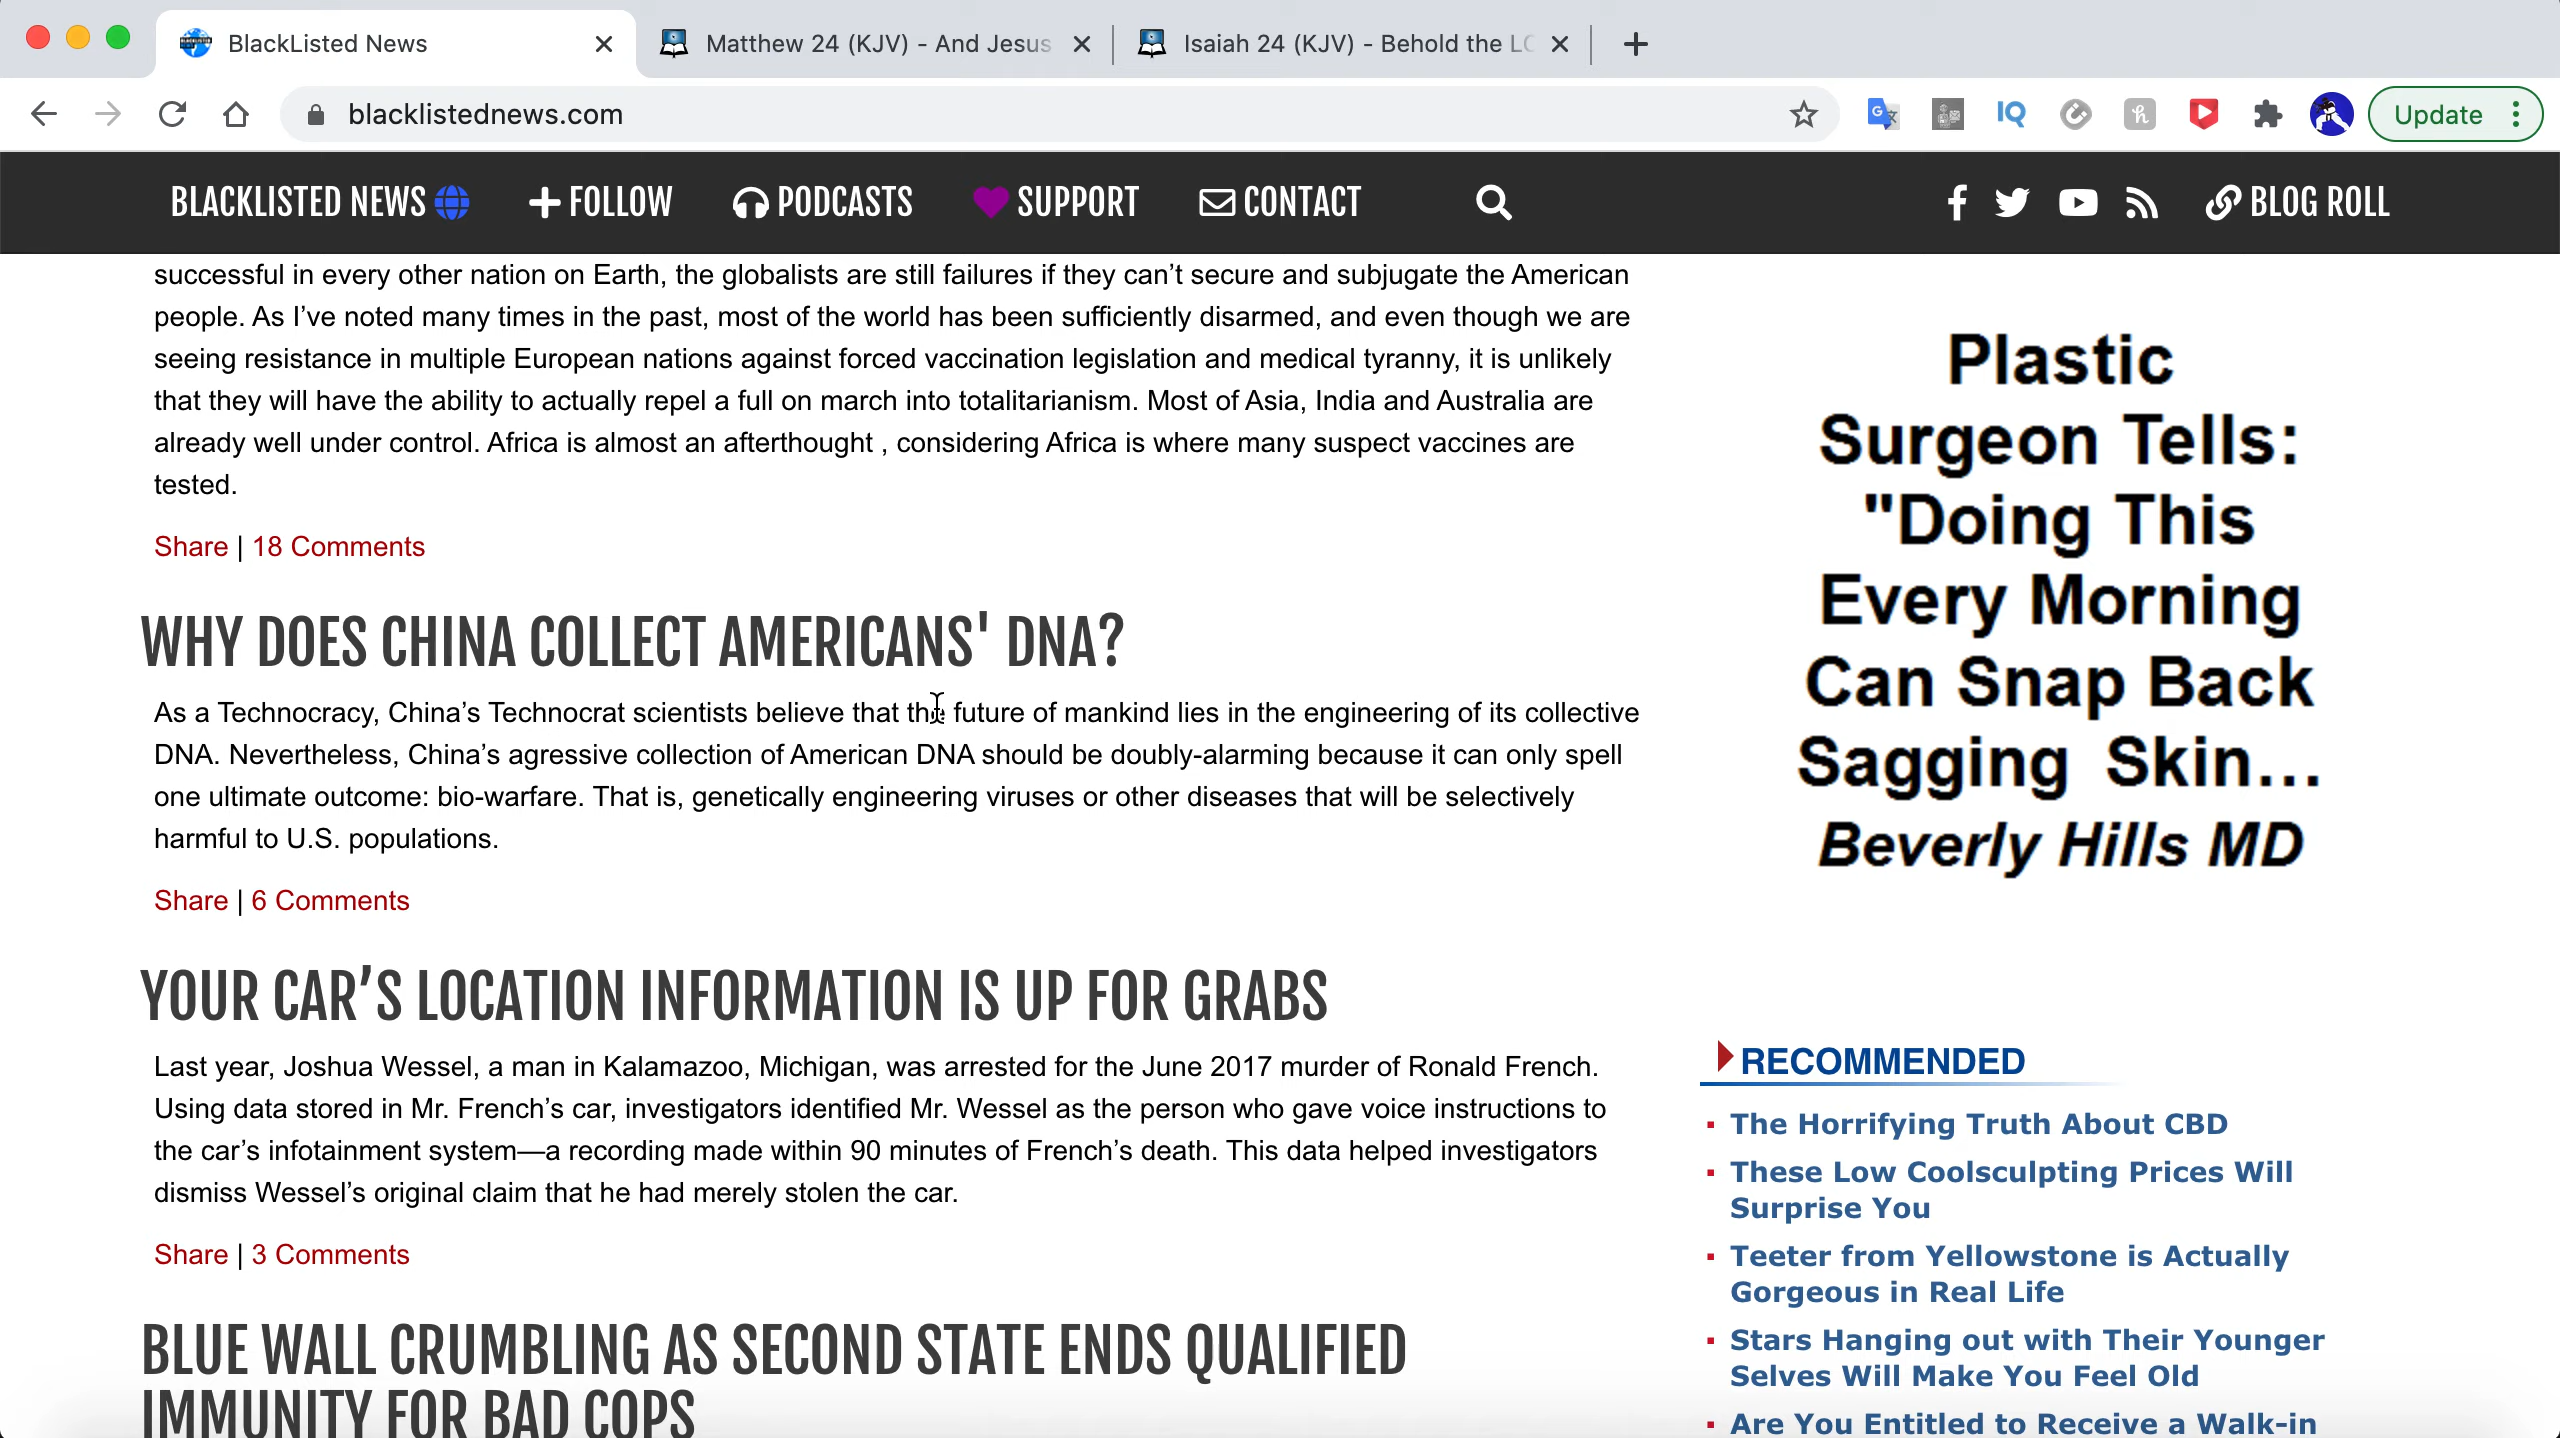 BlackListed News
Matthew 24 (KJV) - And Jesus
Isaiah 24 (KJV) - Behold the LO
blacklistednews.com
Update
BLACKLISTED NEWS
FOLLOW
PODCASTS
SUPPORT
CONTACT
BLOG ROLL
successful in every other nation on Earth, the globalists are still failures if they can’t secure and subjugate the American
people. As I’ve noted many times in the past, most of the world has been sufficiently disarmed, and even though we are
seeing resistance in multiple European nations against forced vaccination legislation and medical tyranny, it is unlikely
that they will have the ability to actually repel a full on march into totalitarianism. Most of Asia, India and Australia are
already well under control. Africa is almost an afterthought , considering Africa is where many suspect vaccines are
tested.
Share | 18 Comments
WHY DOES CHINA COLLECT AMERICANS' DNA?
As a Technocracy, China’s Technocrat scientists believe that the future of mankind lies in the engineering of its collective
DNA. Nevertheless, China’s agressive collection of American DNA should be doubly-alarming because it can only spell
one ultimate outcome: bio-warfare. That is, genetically engineering viruses or other diseases that will be selectively
harmful to U.S. populations.
Share | 6 Comments
YOUR CAR’S LOCATION INFORMATION IS UP FOR GRABS
Last year, Joshua Wessel, a man in Kalamazoo, Michigan, was arrested for the June 2017 murder of Ronald French.
Using data stored in Mr. French’s car, investigators identified Mr. Wessel as the person who gave voice instructions to
the car’s infotainment system—a recording made within 90 minutes of French’s death. This data helped investigators
dismiss Wessel’s original claim that he had merely stolen the car.
Share | 3 Comments
BLUE WALL CRUMBLING AS SECOND STATE ENDS QUALIFIED
IMMUNITY FOR BAD COPS
Plastic
Surgeon Tells:
"Doing This
Every Morning
Can Snap Back
Sagging Skin...
Beverly Hills MD
RECOMMENDED
The Horrifying Truth About CBD
These Low Coolsculpting Prices Will
Surprise You
Teeter from Yellowstone is Actually
Gorgeous in Real Life
Stars Hanging out with Their Younger
Selves Will Make You Feel Old
Are You Entitled to Receive a Walk-in